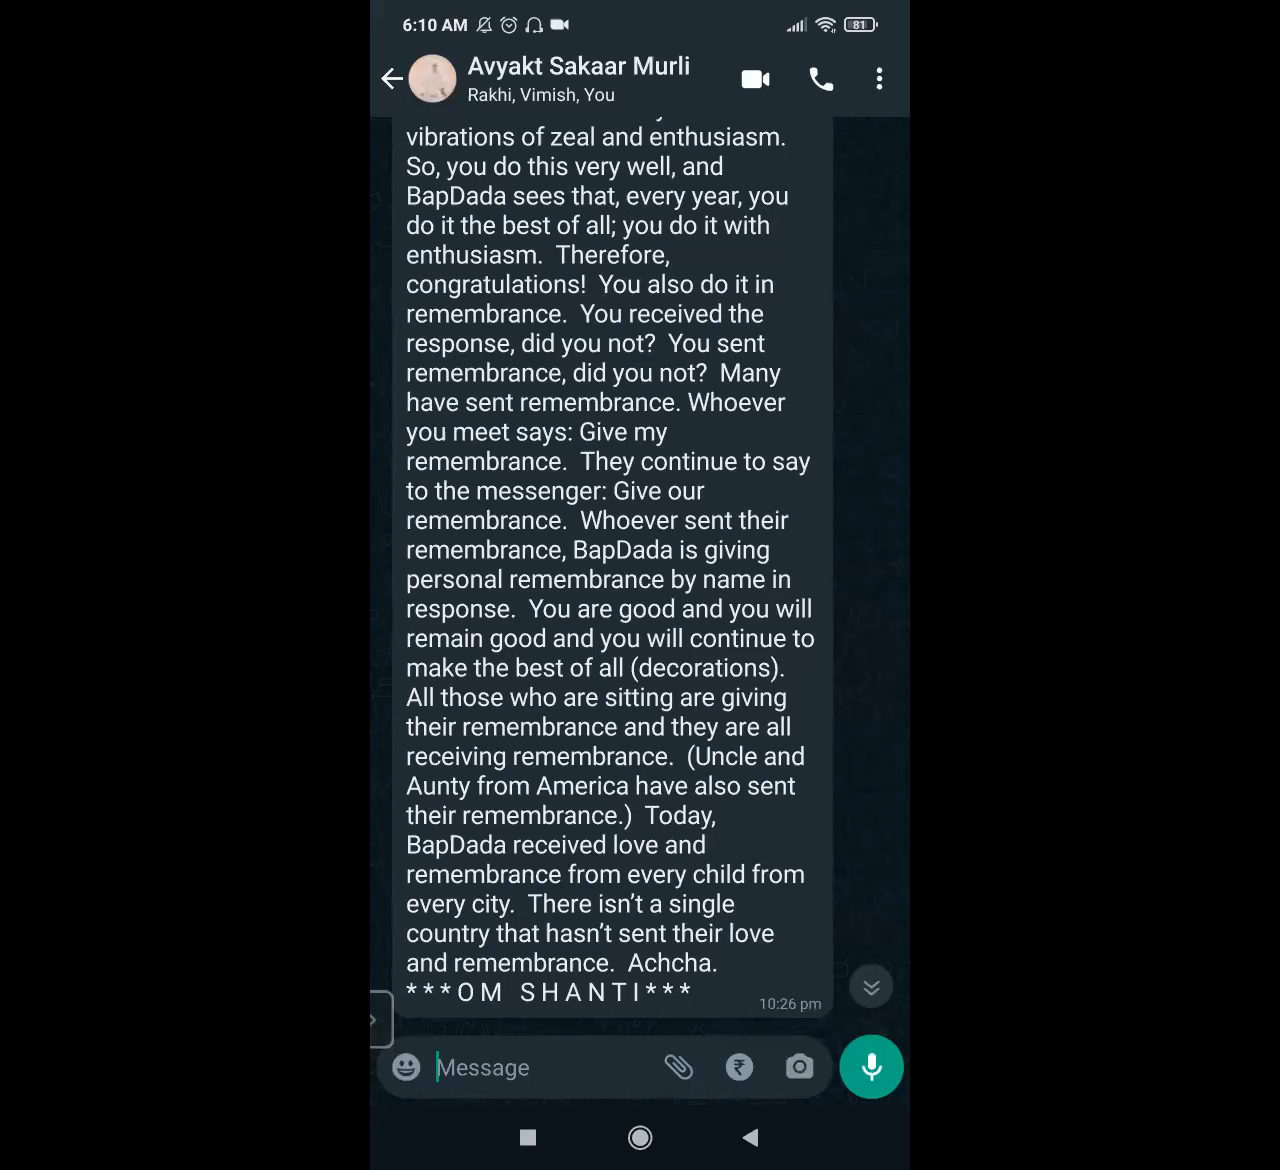 6:10 AM
81
Avyakt Sakaar Murli
Rakhi, Vimish, You
vibrations of zeal and enthusiasm.
So, you do this very well, and
BapDada sees that, every year, you
do it the best of all; you do it with
enthusiasm.  Therefore,
congratulations!  You also do it in
remembrance.  You received the
response, did you not?  You sent
remembrance, did you not?  Many
have sent remembrance. Whoever
you meet says: Give my
remembrance.  They continue to say
to the messenger: Give our
remembrance.  Whoever sent their
remembrance, BapDada is giving
personal remembrance by name in
response.  You are good and you will
remain good and you will continue to
make the best of all (decorations).
All those who are sitting are giving
their remembrance and they are all
receiving remembrance.  (Uncle and
Aunty from America have also sent
their remembrance.)  Today,
BapDada received love and
remembrance from every child from
every city.  There isn’t a single
country that hasn’t sent their love
and remembrance.  Achcha.
* * * O M   S H A N T I * * *
10:26 pm
Message